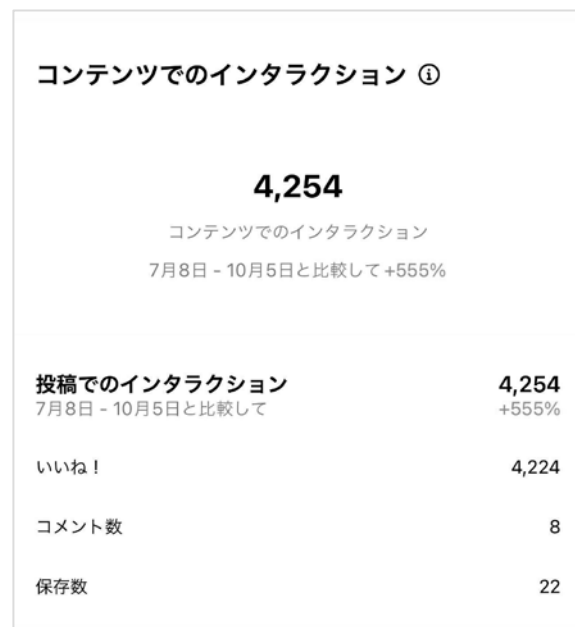 コンテンツでのインタラクション
4,254
コンテンツでのインタラクション
7月8日 - 10月5日と比較して+555%
投稿でのインタラクション 4,254
7月8日 - 10月5日と比較して +555%
いいね！ 4,224
コメント数 8
保存数 22